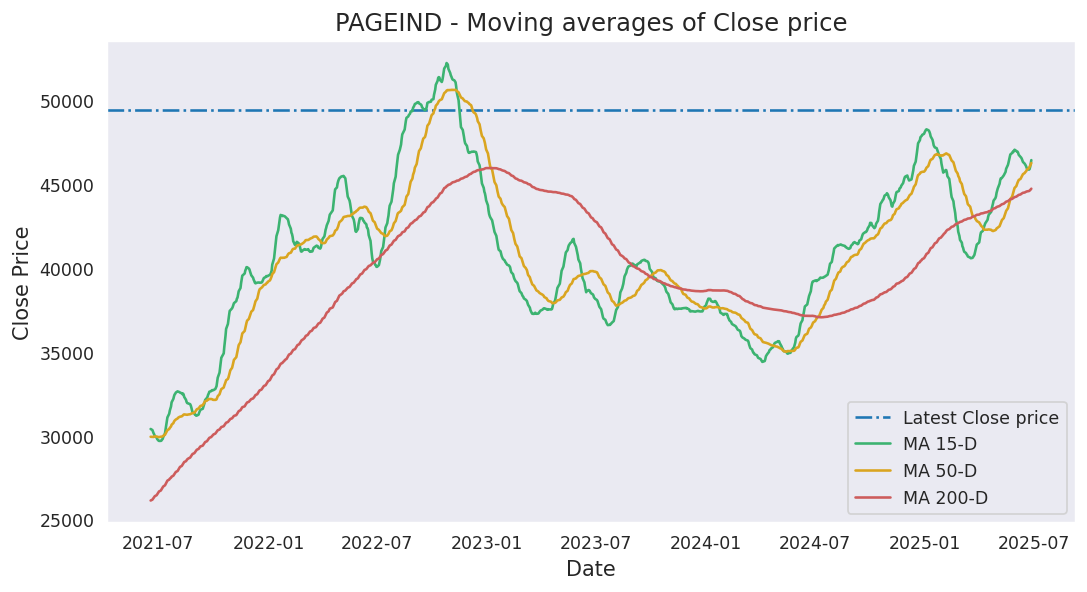 PAGEIND - Moving averages of Close price
Close Price
50000
45000
40000
35000
30000
25000
Latest Close price
MA 15-D
MA 50-D
MA 200-D
2021-07 2022-01 2022-07 2023-01 2023-07 2024-01 2024-07 2025-01 2025-07
Date